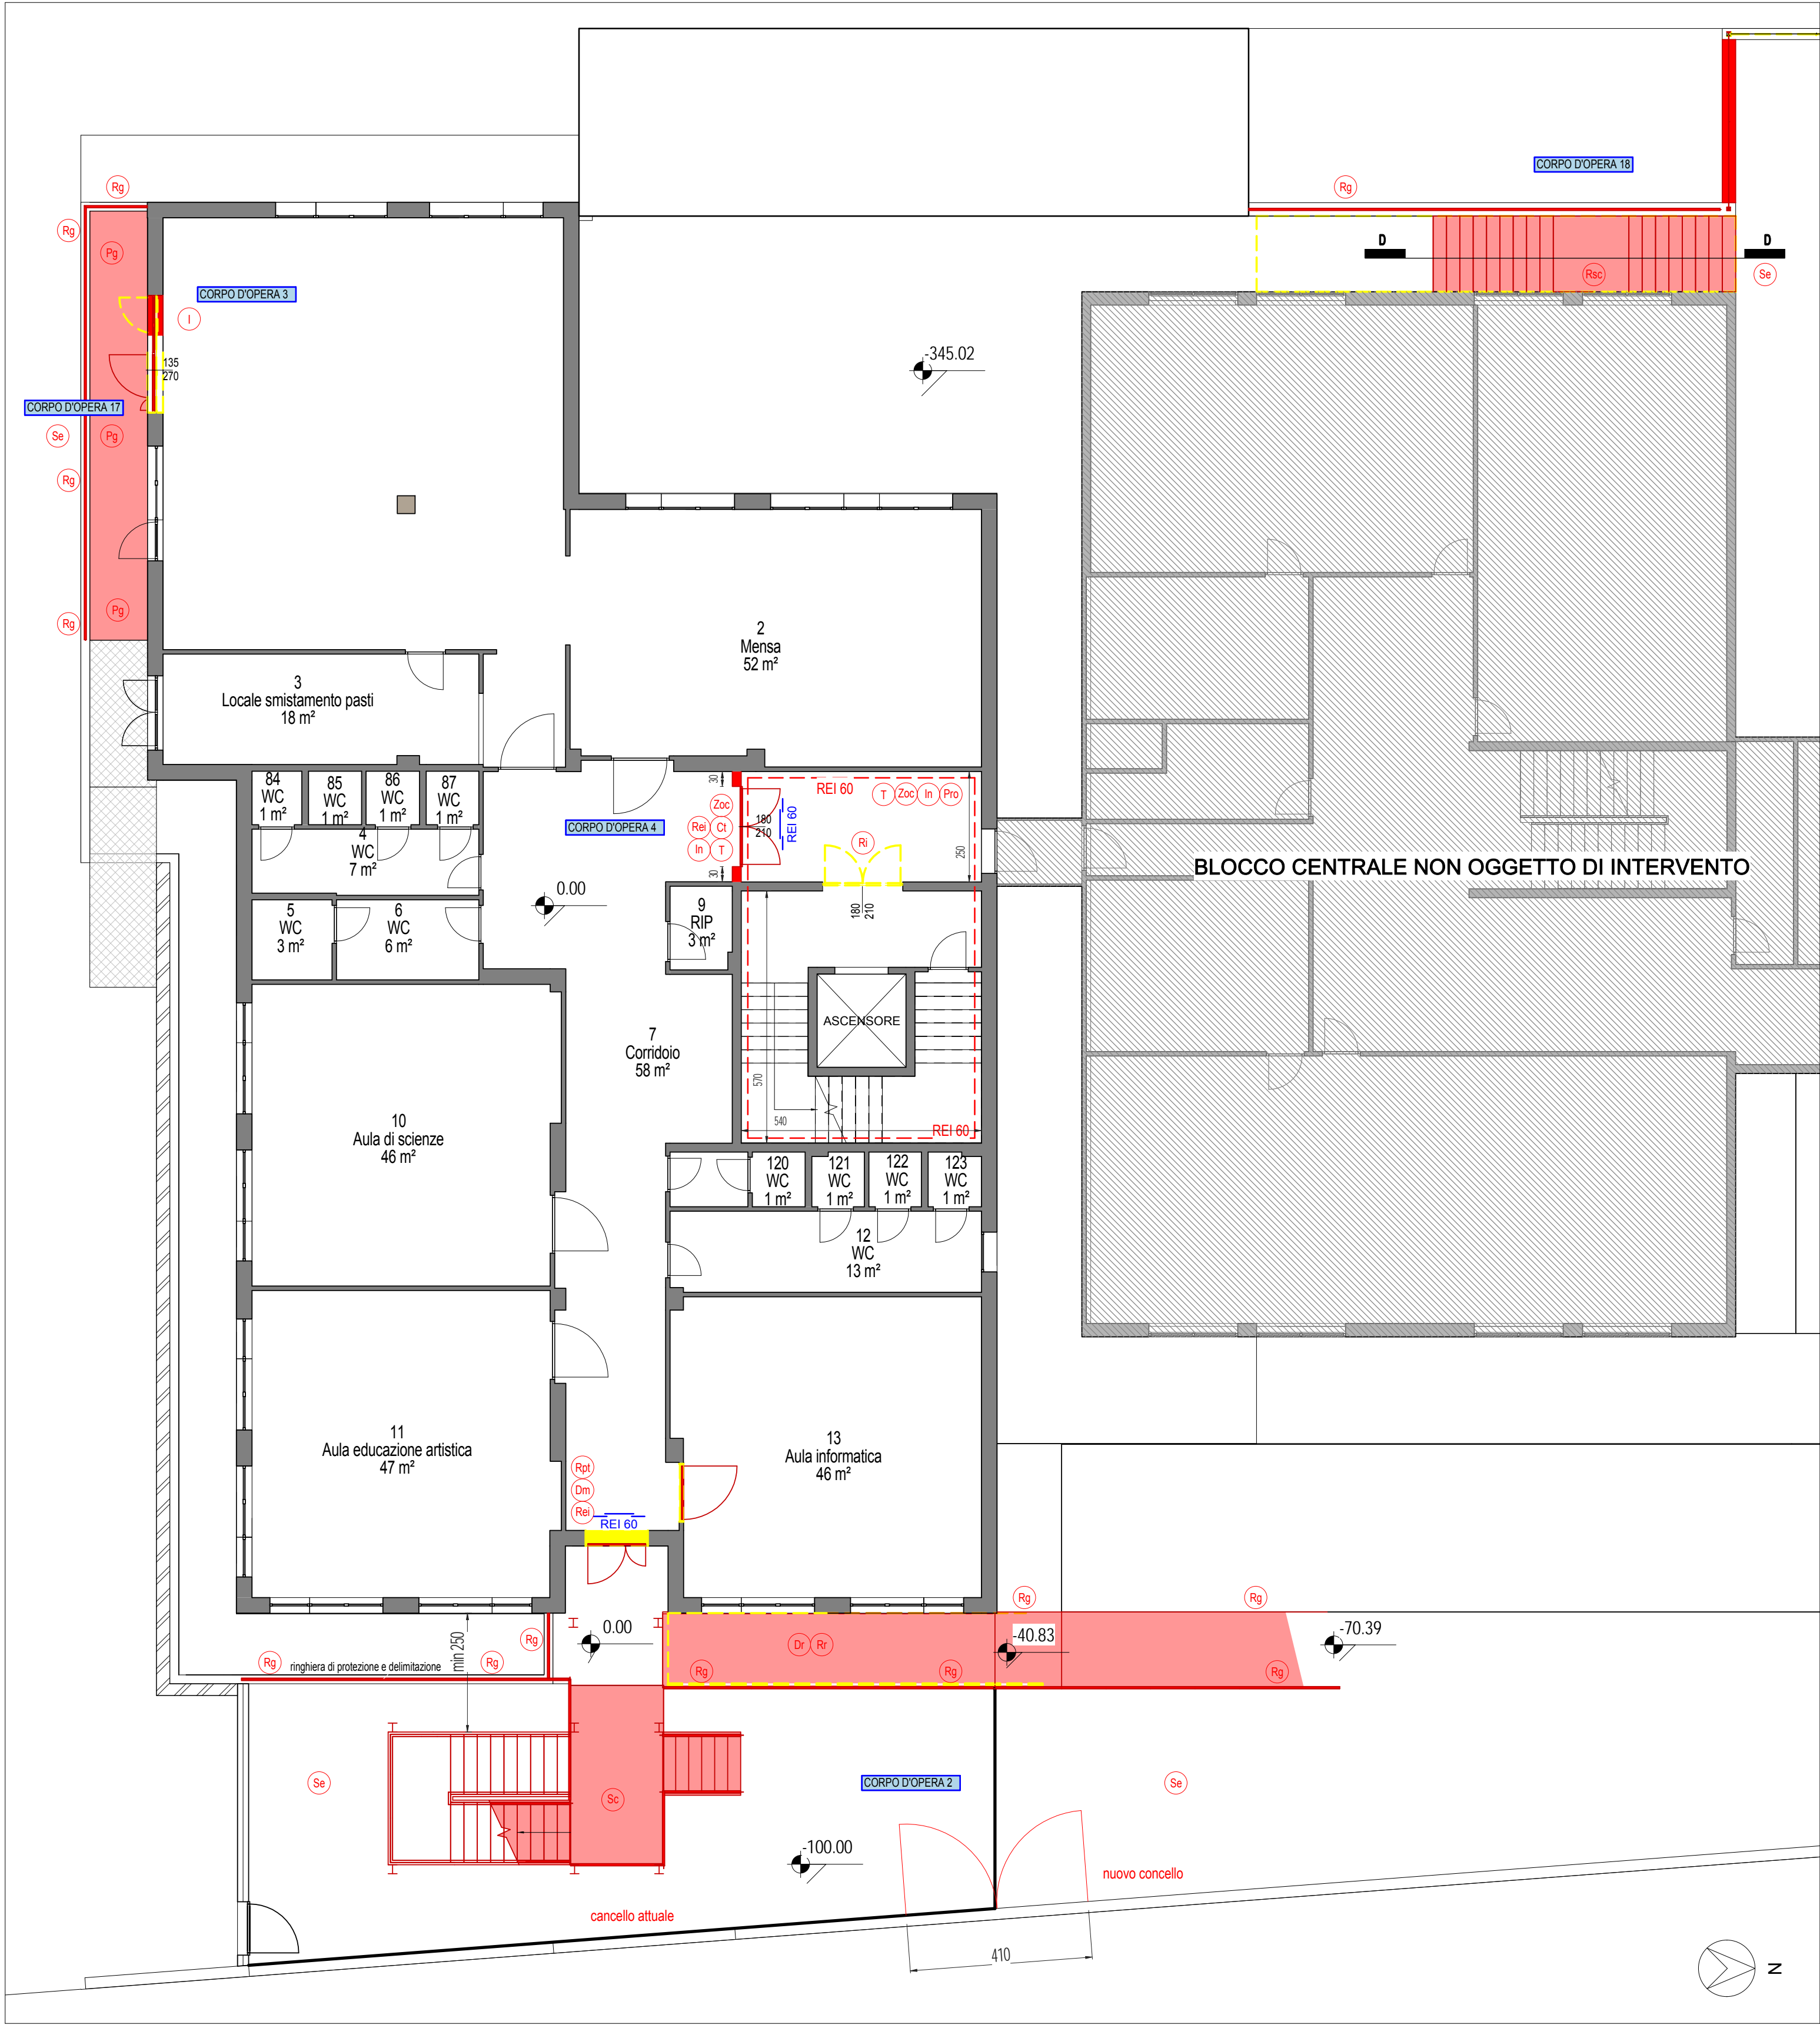 CORPO D'OPERA 18
Rg
Rg
Rg
D
D
Pg
Rsc
Se
CORPO D'OPERA 3
I
-345.02
135
270
CORPO D'OPERA 17
Se
Pg
Rg
Pg
Rg
2
Mensa
52 m²
3
Locale smistamento pasti
18 m²
84
WC
1 m²
85
WC
1 m²
86
WC
1 m²
87
WC
1 m²
4
WC
7 m²
CORPO D'OPERA 4
30
Zoc
Rei
Ct
In
T
30
180
210
REI 60
REI 60
T
Zoc
In
Pro
Ri
250
BLOCCO CENTRALE NON OGGETTO DI INTERVENTO
0.00
5
WC
3 m²
6
WC
6 m²
9
RIP
3 m²
180
210
ASCENSORE
7
Corridoio
58 m²
570
540
REI 60
10
Aula di scienze
46 m²
120
WC
1 m²
121
WC
1 m²
122
WC
1 m²
123
WC
1 m²
12
WC
13 m²
11
Aula educazione artistica
47 m²
13
Aula informatica
46 m²
Rpt
Dm
Rei
REI 60
Rg
Rg
0.00
-40.83
-70.39
Rg
Dr
Rr
min 250
Rg
ringhiera di protezione e delimitazione
Rg
Rg
Rg
Rg
Se
Sc
CORPO D'OPERA 2
Se
-100.00
nuovo concello
cancello attuale
410
N